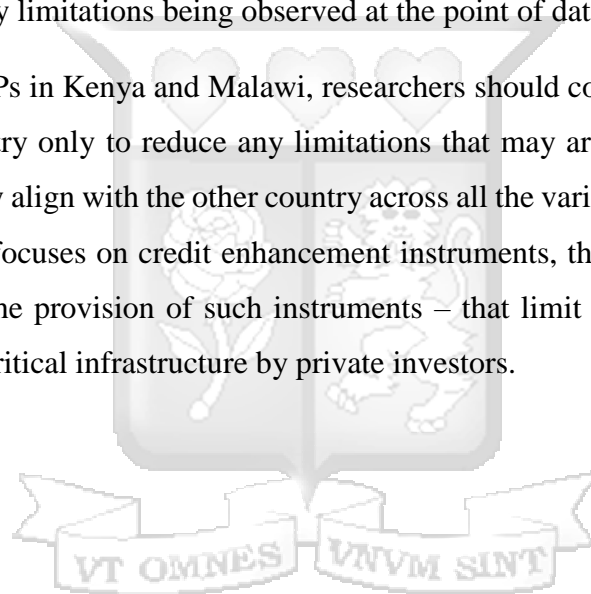 y limitations being observed at the point of dat
Ps in Kenya and Malawi, researchers should co
try only to reduce any limitations that may ar
align with the other country across all the vari
focuses on credit enhancement instruments, th
ne provision of such instruments – that limit
ritical infrastructure by private investors.
VT OMNES VNVM SINT